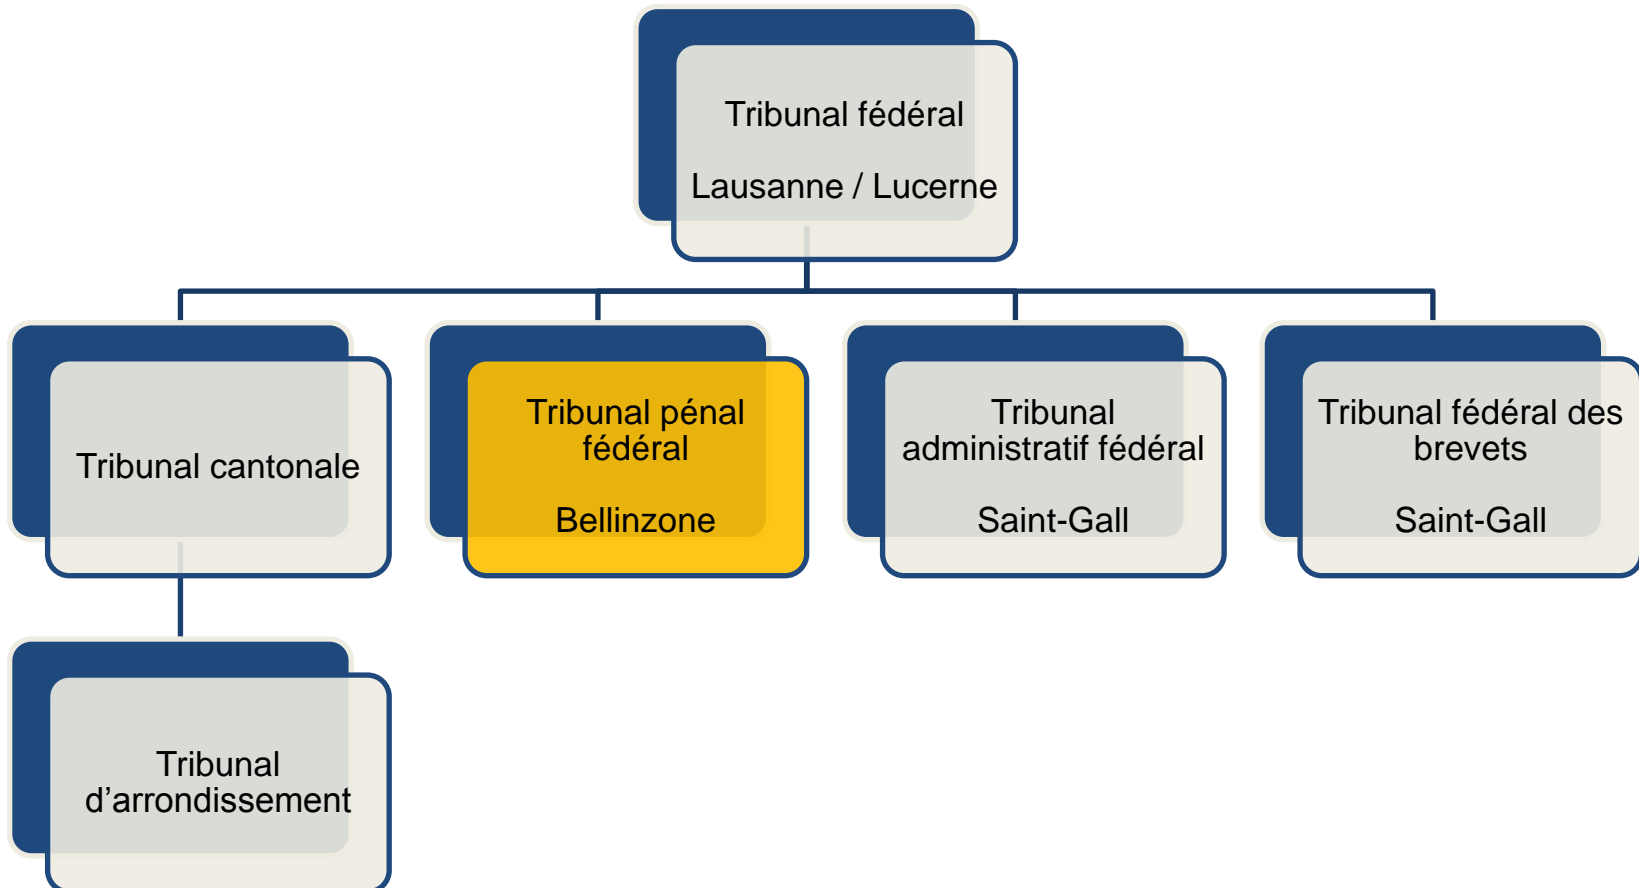 Tribunal fédéral
Lausanne / Lucerne
Tribunal cantonale
Tribunal pénal
fédéral
Bellinzone
Tribunal
administratif fédéral
Saint-Gall
Tribunal fédéral des
brevets
Saint-Gall
Tribunal
d’arrondissement